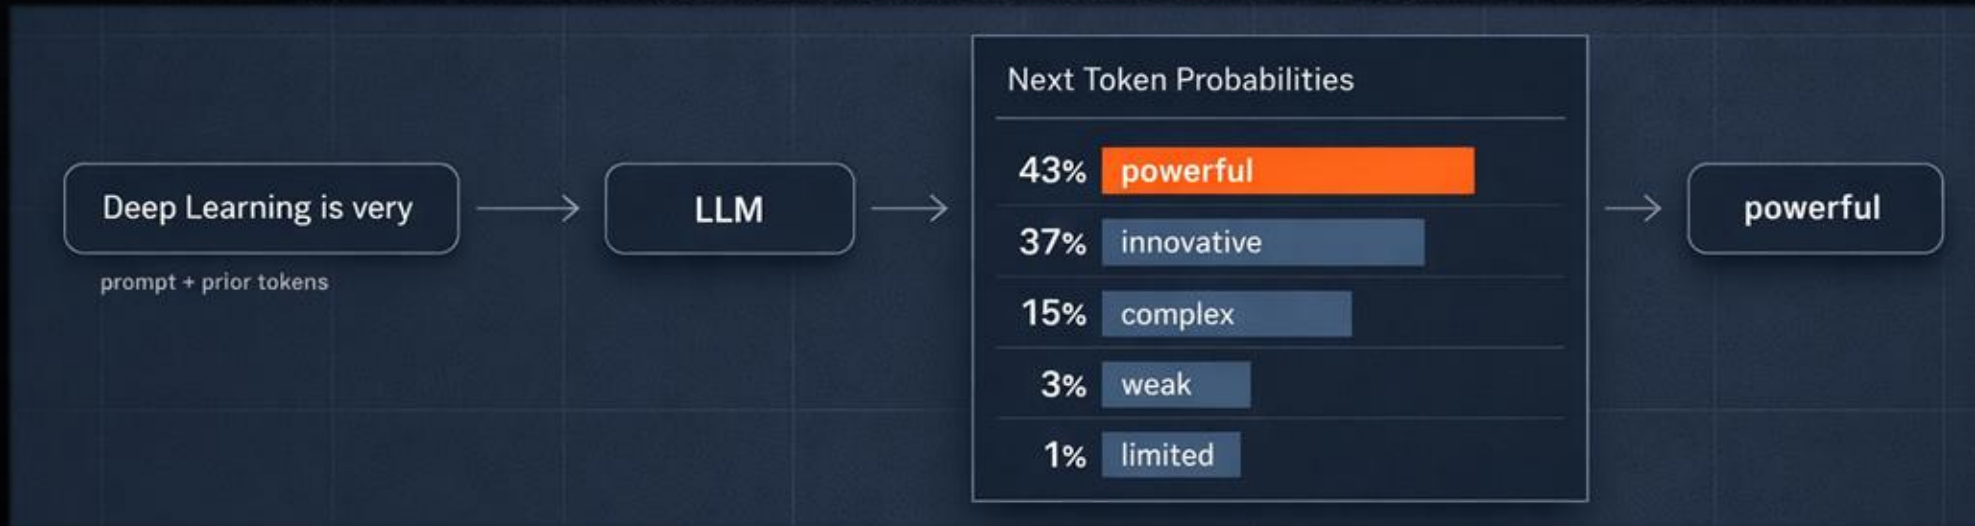 Deep Learning is very
prompt + prior tokens
LLM
Next Token Probabilities
43% powerful
37% innovative
15% complex
3% weak
1% limited
powerful